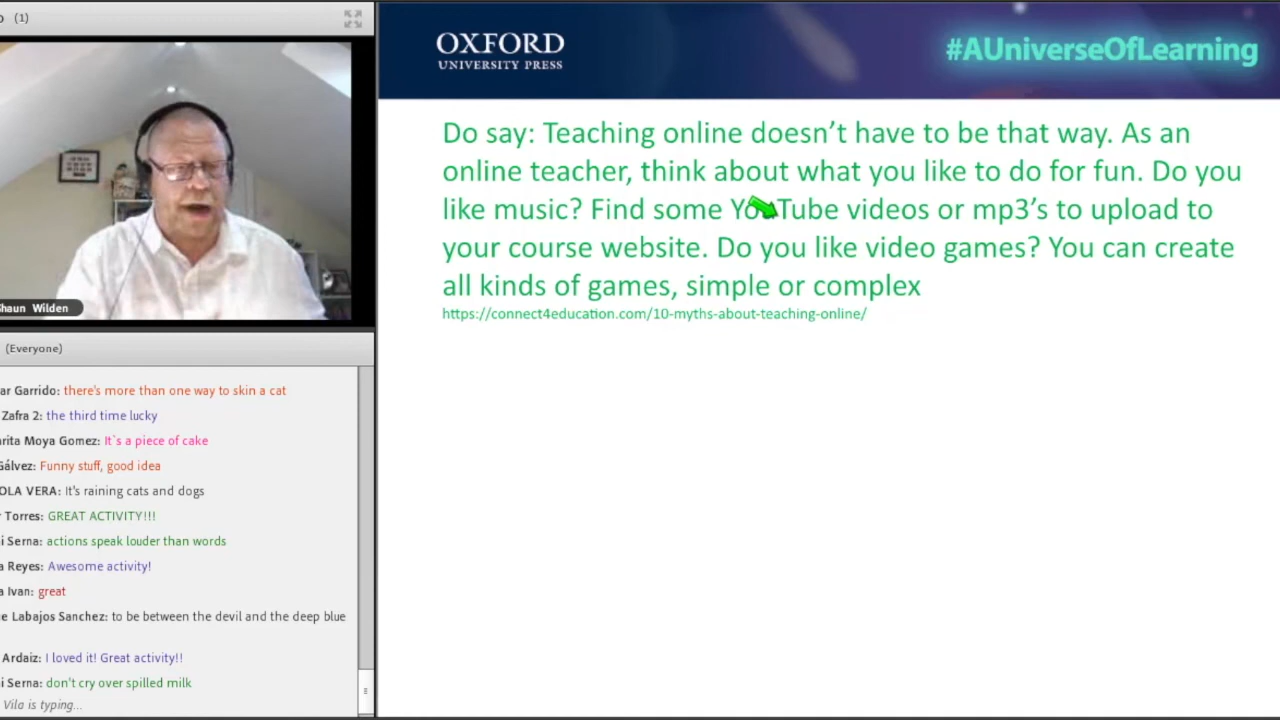 o (1)
Shaun Wilden
(Everyone)
ar Garrido: there's more than one way to skin a cat
Zafra 2: the third time lucky
arita Moya Gomez: It`s a piece of cake
Gálvez: Funny stuff, good idea
OLA VERA: It's raining cats and dogs
r Torres: GREAT ACTIVITY!!!
i Serna: actions speak louder than words
a Reyes: Awesome activity!
a Ivan: great
e Labajos Sanchez: to be between the devil and the deep blue
Ardaiz: I loved it! Great activity!!
i Serna: don't cry over spilled milk
Vila is typing...
OXFORD
UNIVERSITY PRESS
#AUniverseOfLearning
Do say: Teaching online doesn’t have to be that way. As an
online teacher, think about what you like to do for fun. Do you
like music? Find some YouTube videos or mp3’s to upload to
your course website. Do you like video games? You can create
all kinds of games, simple or complex
https://connect4education.com/10-myths-about-teaching-online/